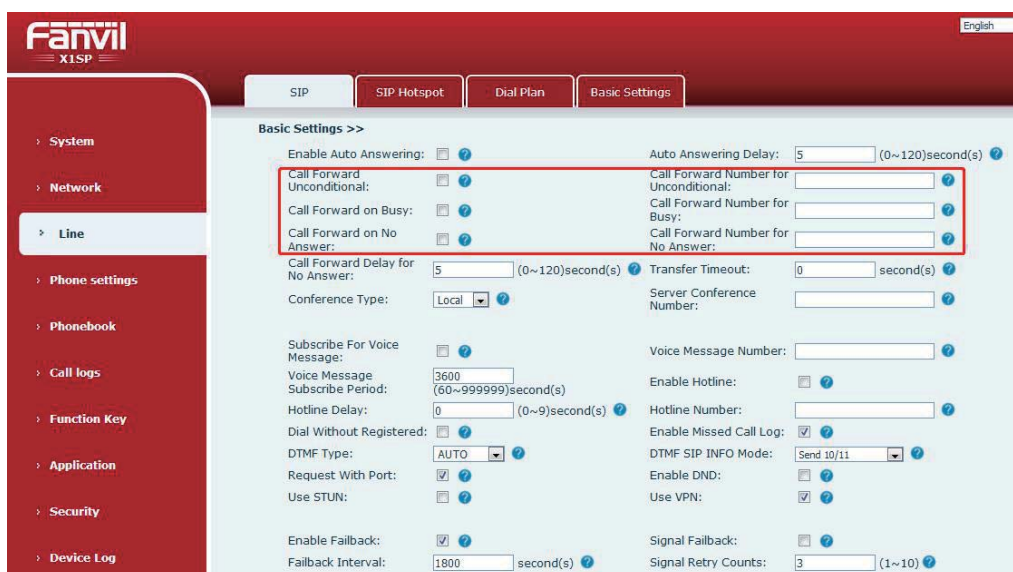 Fanvil
X1SP
English
SIP SIP Hotspot Dial Plan Basic Settings
› System
› Network
› Line
› Phone settings
› Phonebook
› Call logs
› Function Key
› Application
› Security
› Device Log
Basic Settings >>
Enable Auto Answering: Auto Answering Delay: 5 (0~120)second(s)
Call Forward Unconditional: Call Forward Number for Unconditional:
Call Forward on Busy: Call Forward Number for Busy:
Call Forward on No Answer: Call Forward Number for No Answer:
Call Forward Delay for No Answer: 5 (0~120)second(s) Transfer Timeout: 0 second(s)
Conference Type: Local Server Conference Number:
Subscribe For Voice Message: Voice Message Number:
Voice Message Subscribe Period: 3600 (60~999999)second(s) Enable Hotline:
Hotline Delay: 0 (0~9)second(s) Hotline Number:
Dial Without Registered: Enable Missed Call Log:
DTMF Type: AUTO DTMF SIP INFO Mode: Send 10/11
Request With Port: Enable DND:
Use STUN: Use VPN:
Enable Failback: Signal Failback:
Failback Interval: 1800 second(s) Signal Retry Counts: 3 (1~10)